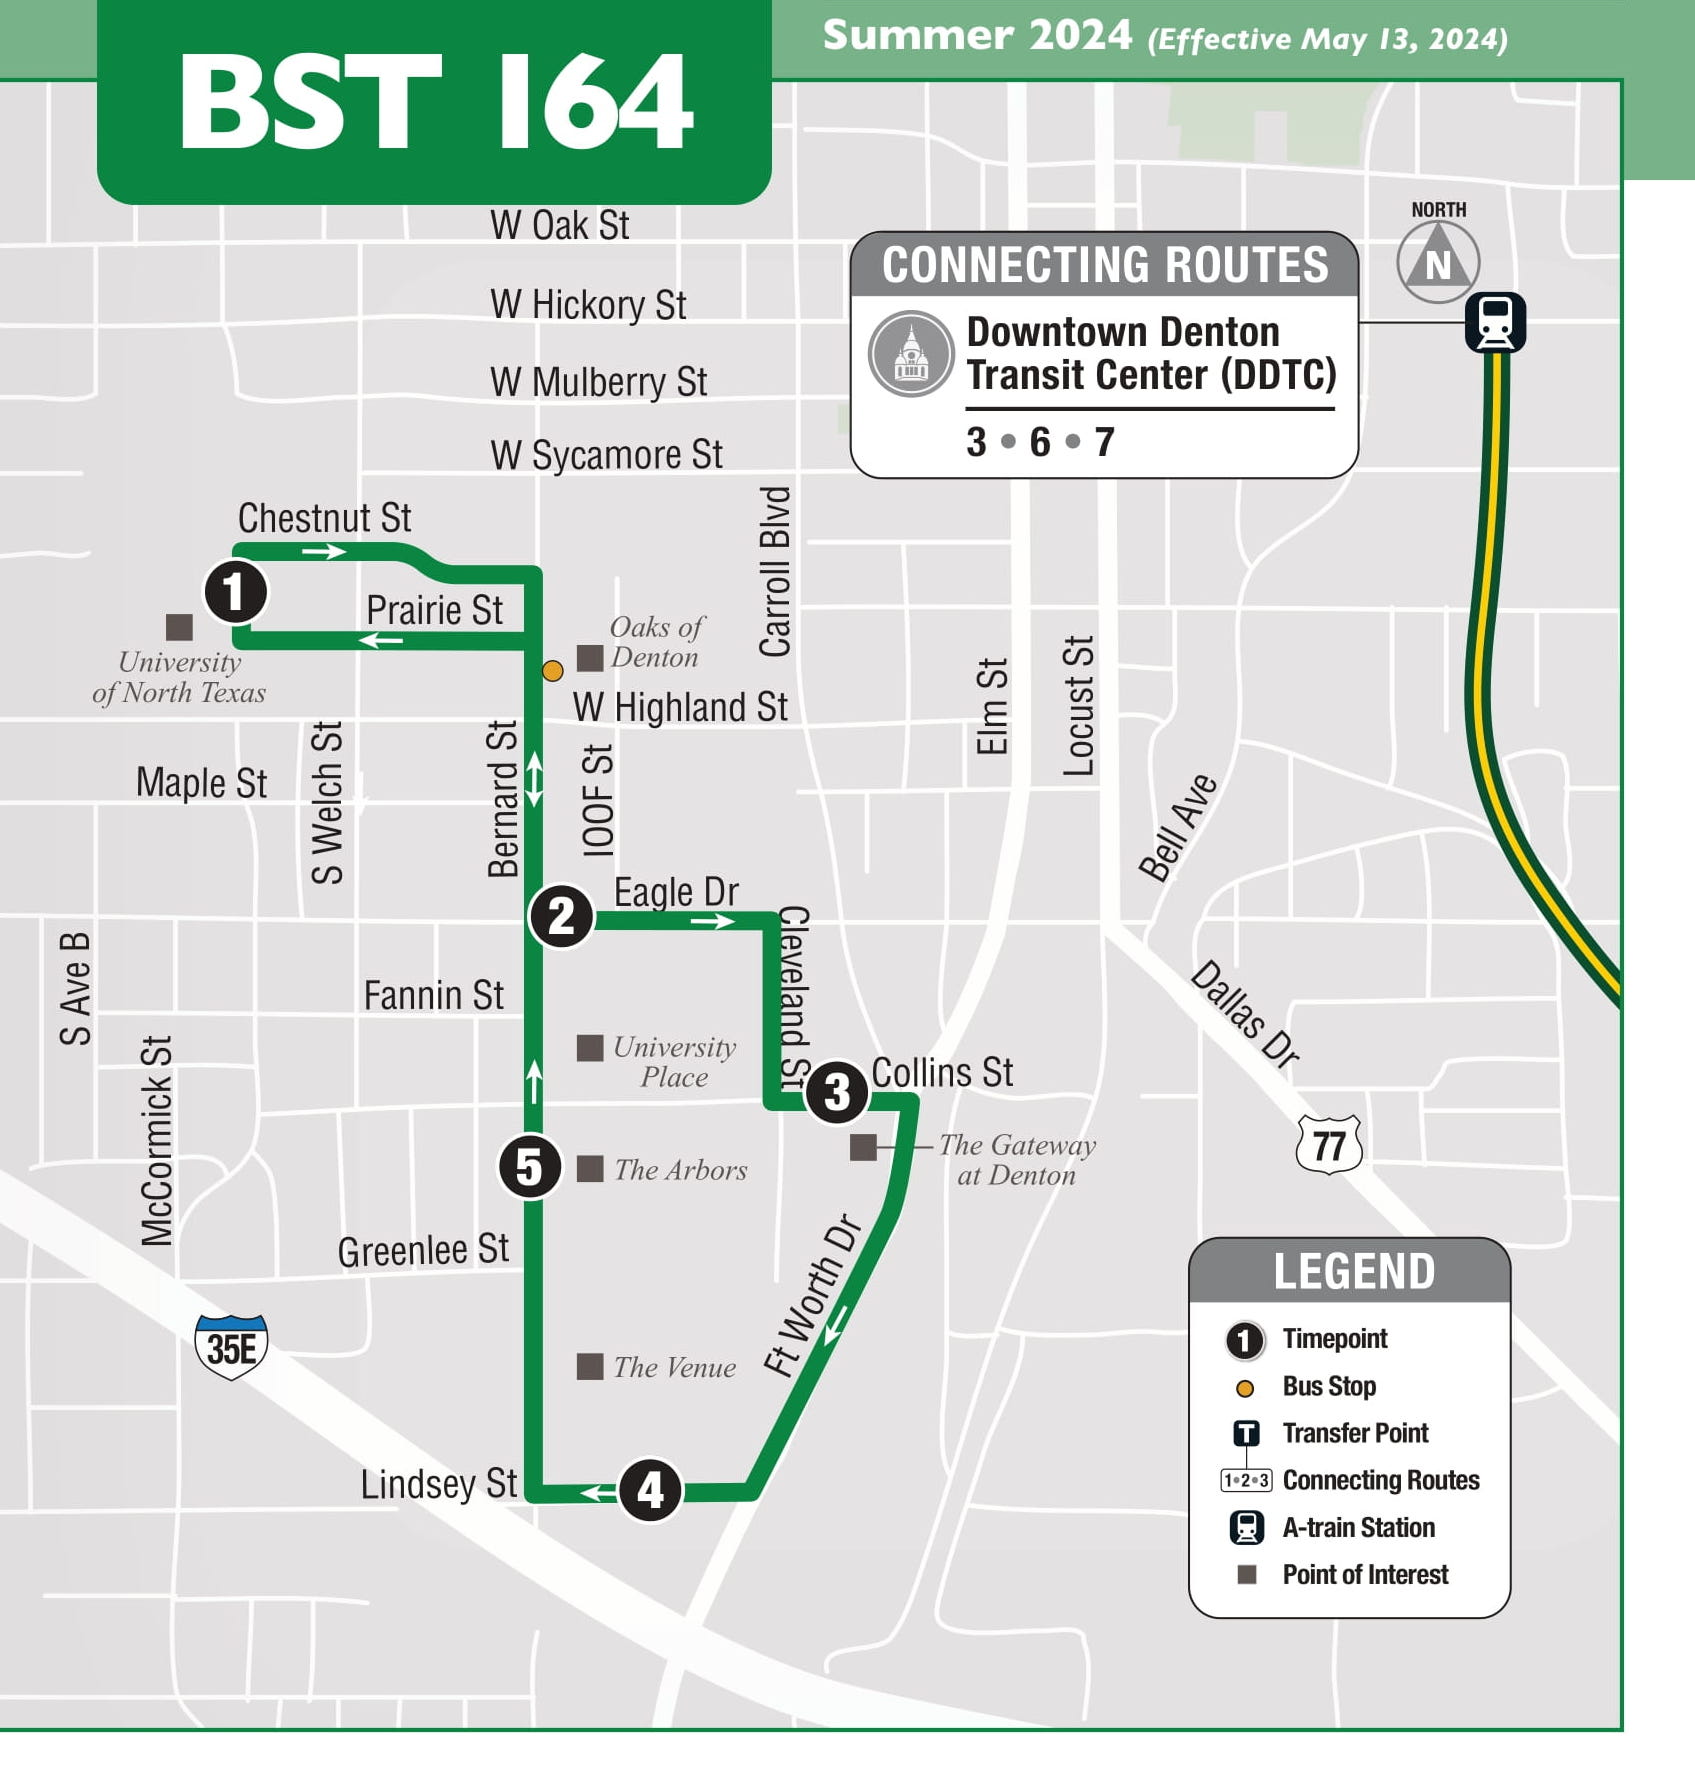 BST 164
Summer 2024 (Effective May 13, 2024)
W Oak St
NORTH
N
CONNECTING ROUTES
Downtown Denton
Transit Center (DDTC)
3 • 6 • 7
W Hickory St
W Mulberry St
W Sycamore St
Chestnut St
Carroll Blvd
1
Prairie St
Oaks of
Denton
University
of North Texas
W Highland St
Elm St
Locust St
Maple St
S Welch St
Bernard St
IOOF St
Bell Ave
2
Eagle Dr
Cleveland St
S Ave B
Fannin St
Dallas Dr
University
Place
McCormick St
3
Collins St
77
The Gateway
at Denton
5
The Arbors
Greenlee St
Ft Worth Dr
35E
The Venue
Lindsey St
4
LEGEND
1 Timepoint
Bus Stop
T Transfer Point
1•2•3 Connecting Routes
A-train Station
Point of Interest